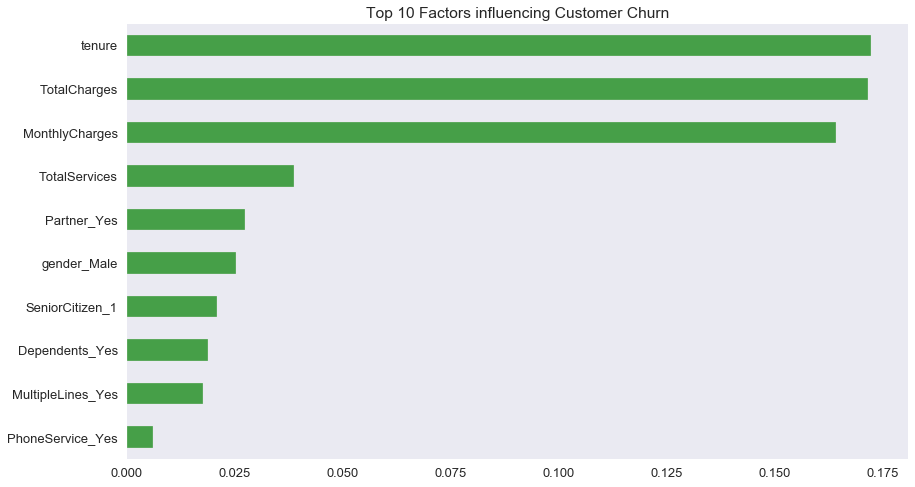 Top 10 Factors influencing Customer Churn
tenure
TotalCharges
MonthlyCharges
TotalServices
Partner_Yes
gender_Male
SeniorCitizen_1
Dependents_Yes
MultipleLines_Yes
PhoneService_Yes
0.000 0.025 0.050 0.075 0.100 0.125 0.150 0.175